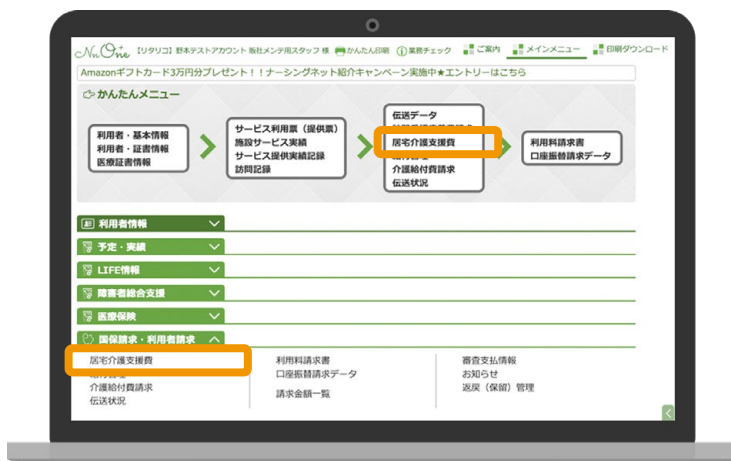 NnOne 【リタリコ】野本テストアカウント 販社メンテ用スタッフ 様 かんたん印刷 業務チェック ご案内 メインメニュー 印刷ダウンロード
Amazonギフトカード3万円分プレゼント！！ナーシングネット紹介キャンペーン実施中★エントリーはこちら
かんたんメニュー
利用者・基本情報
利用者・証書情報
医療証書情報
サービス利用票（提供票）
施設サービス実績
サービス提供実績記録
訪問記録
伝送データ
居宅介護支援費
介護給付費請求
伝送状況
利用料請求書
口座振替請求データ
利用者情報
予定・実績
LIFE情報
障害者総合支援
医療保険
国保請求・利用者請求
居宅介護支援費
介護給付費請求
伝送状況
利用料請求書
口座振替請求データ
請求金額一覧
審査支払情報
お知らせ
返戻（保留）管理